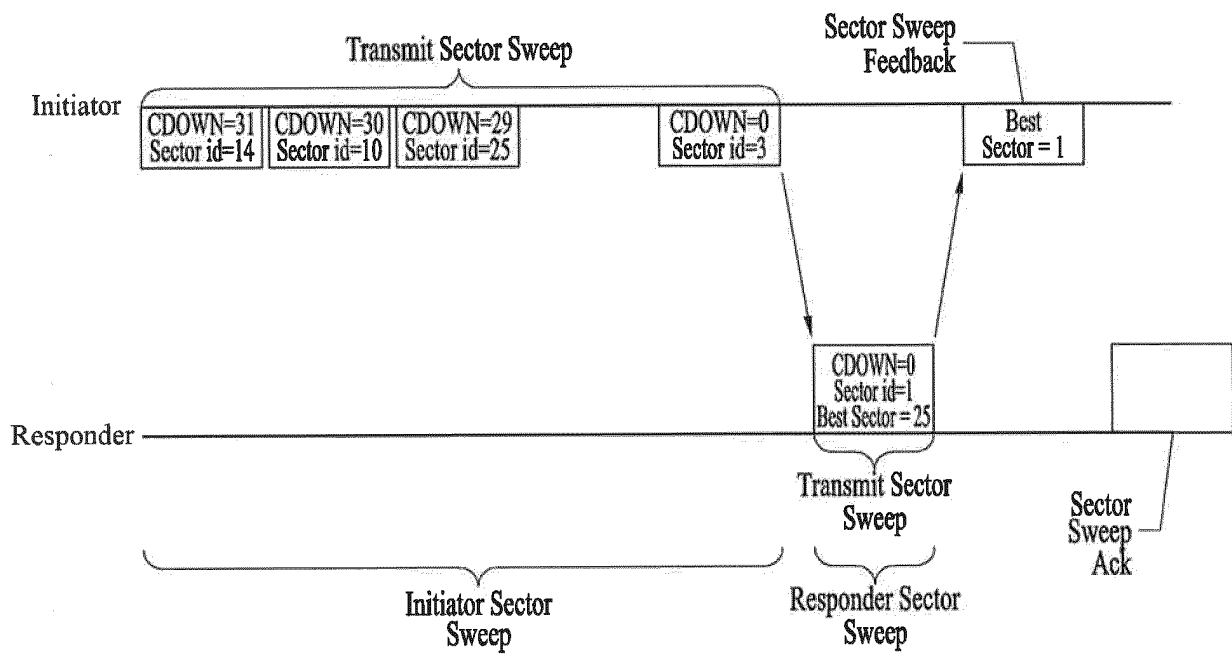 Transmit Sector Sweep
Sector Sweep
Feedback
Initiator
CDOWN=31
Sector id=14
CDOWN=30
Sector id=10
CDOWN=29
Sector id=25
CDOWN=0
Sector id=3
Best
Sector = 1
CDOWN=0
Sector id=1
Best Sector = 25
Responder
Transmit Sector
Sweep
Sector
Sweep
Ack
Initiator Sector
Sweep
Responder Sector
Sweep